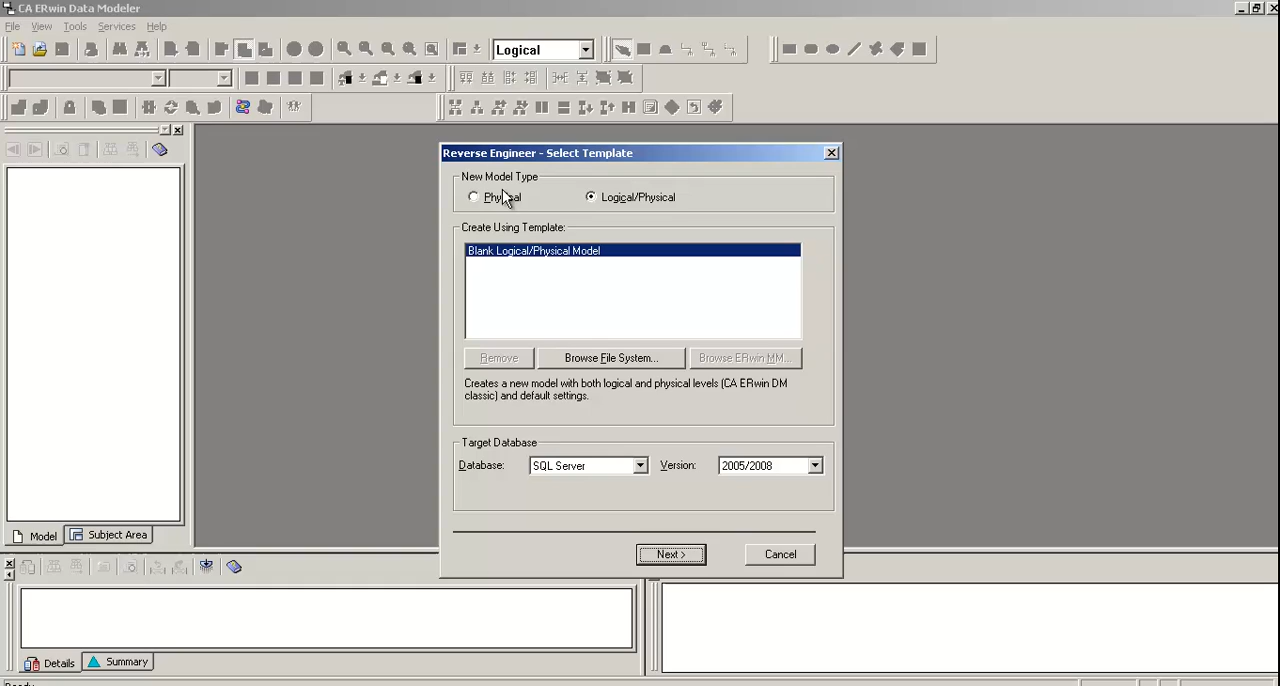 CA ERwin Data Modeler
File View Tools Services Help
Logical
Reverse Engineer - Select Template
New Model Type
Physical Logical/Physical
Create Using Template:
Blank Logical/Physical Model
Remove Browse File System... Browse ERwin MM...
Creates a new model with both logical and physical levels (CA ERwin DM
classic) and default settings.
Target Database
Database: SQL Server Version: 2005/2008
Model Subject Area
Next > Cancel
Details Summary
Ready